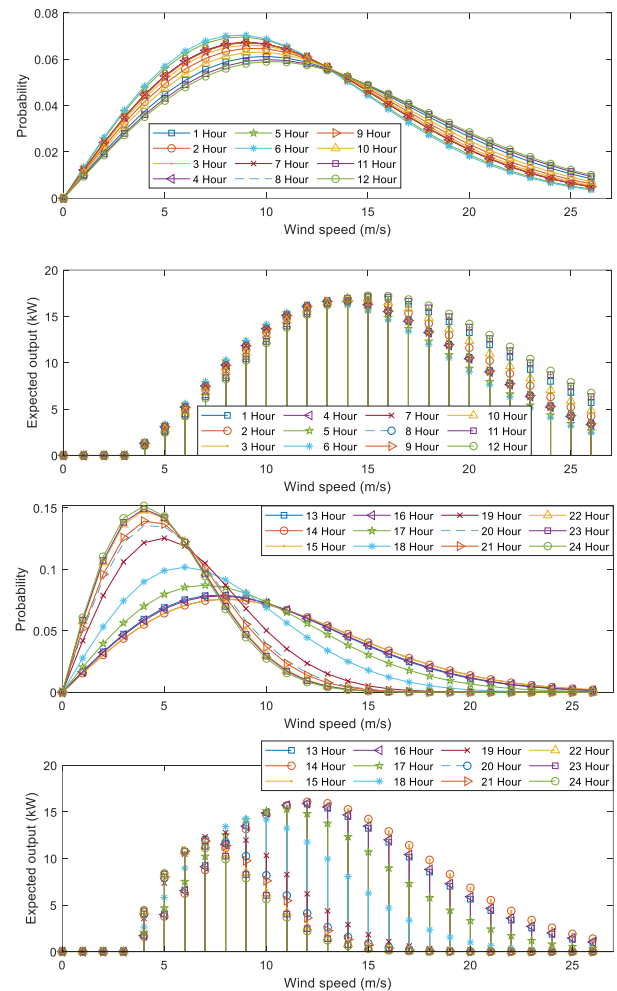 0.08
0.06
0.04
0.02
0
Probability
1 Hour 5 Hour 9 Hour
2 Hour 6 Hour 10 Hour
3 Hour 7 Hour 11 Hour
4 Hour 8 Hour 12 Hour
0 5 10 15 20 25
Wind speed (m/s)
20
15
10
5
0
Expected output (kW)
1 Hour 4 Hour 7 Hour 10 Hour
2 Hour 5 Hour 8 Hour 11 Hour
3 Hour 6 Hour 9 Hour 12 Hour
0 5 10 15 20 25
Wind speed (m/s)
0.15
0.1
0.05
0
Probability
13 Hour 16 Hour 19 Hour 22 Hour
14 Hour 17 Hour 20 Hour 23 Hour
15 Hour 18 Hour 21 Hour 24 Hour
0 5 10 15 20 25
Wind speed (m/s)
13 Hour 16 Hour 19 Hour 22 Hour
14 Hour 17 Hour 20 Hour 23 Hour
15 Hour 18 Hour 21 Hour 24 Hour
20
15
10
5
0
Expected output (kW)
0 5 10 15 20 25
Wind speed (m/s)